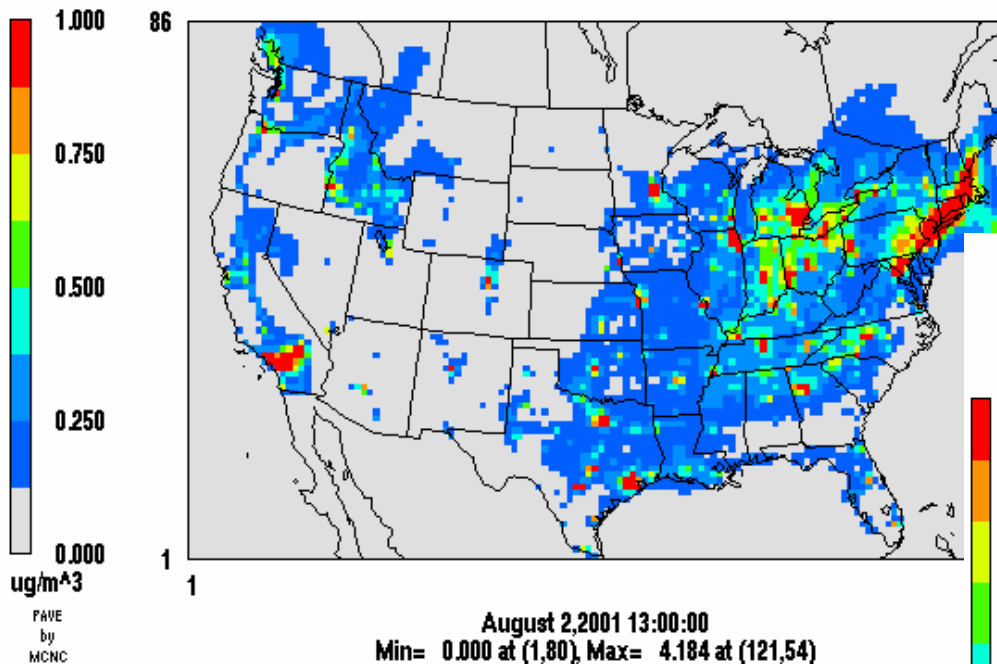 1.000
0.750
0.500
0.250
0.000
ug/m^3
PAVE
by
MCNC
86
1
1
August 2,2001 13:00:00
Min= 0.000 at (1,80), Max= 4.184 at (121,54)